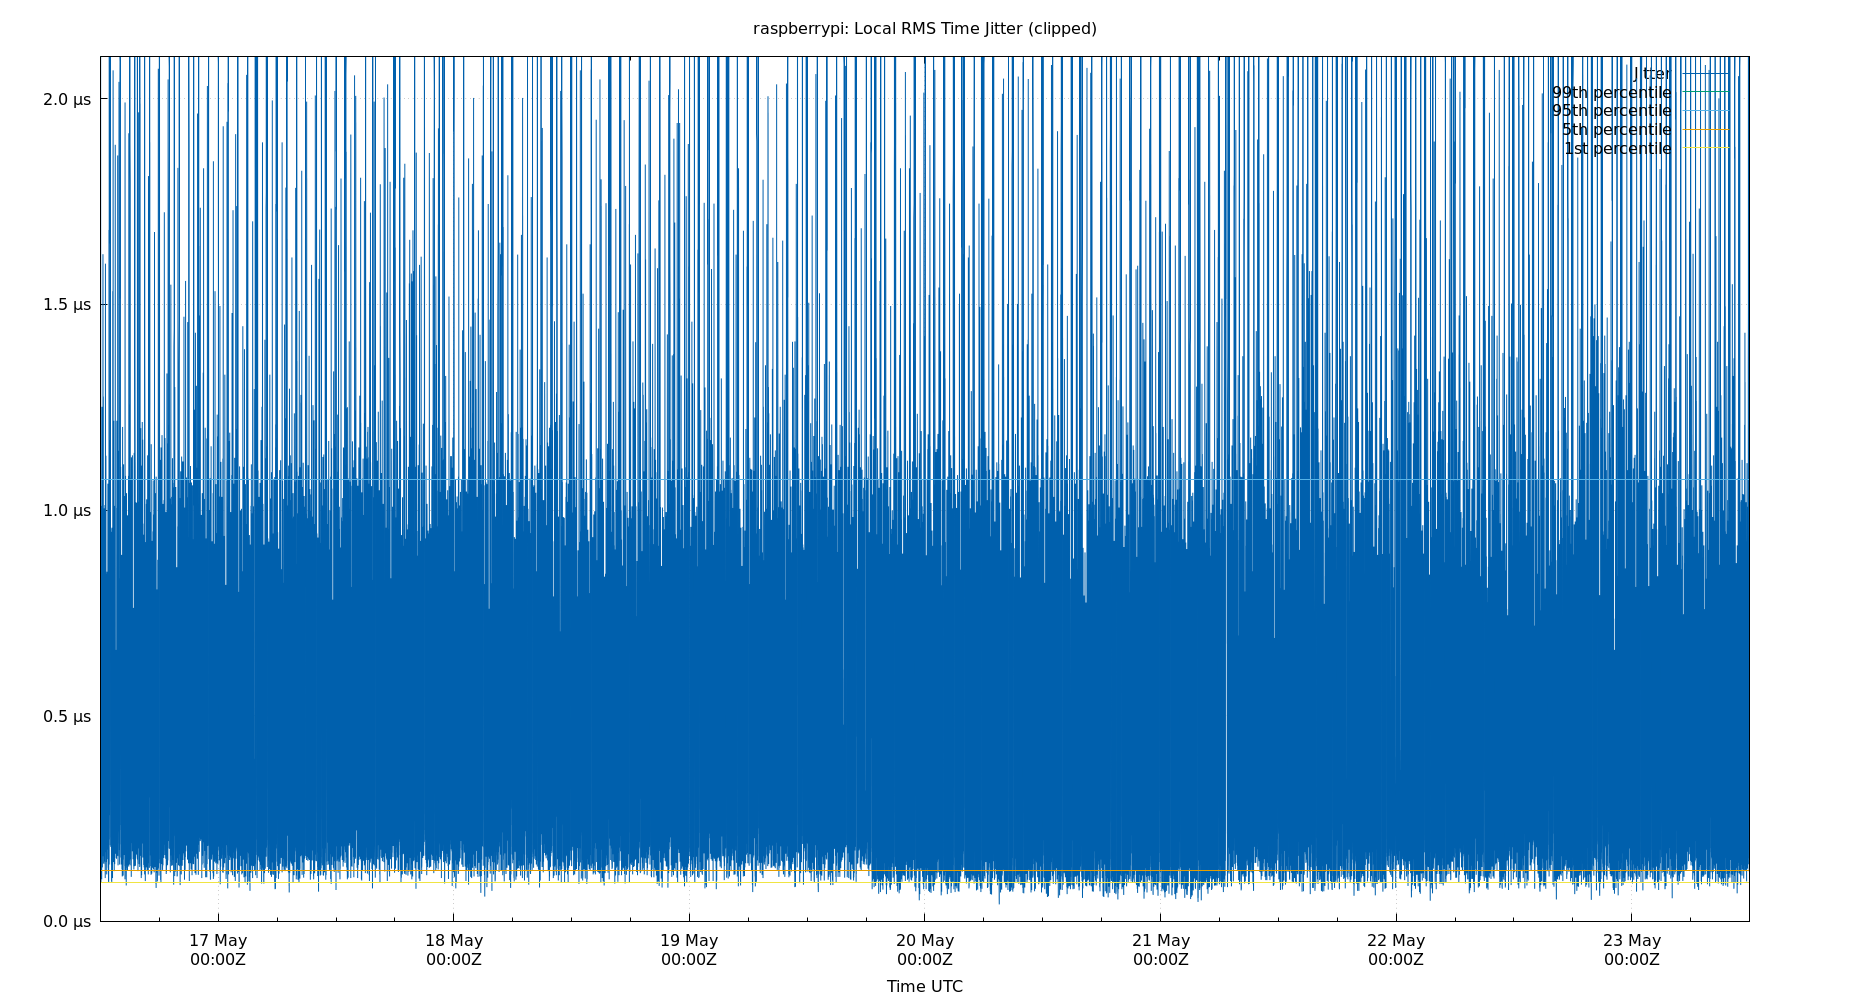 raspberrypi: Local RMS Time Jitter (clipped)
Jitter
99th percentile
95th percentile
5th percentile
1st percentile
2.0 µs
1.5 µs
1.0 µs
0.5 µs
0.0 µs
17 May
00:00Z
18 May
00:00Z
19 May
00:00Z
20 May
00:00Z
21 May
00:00Z
22 May
00:00Z
23 May
00:00Z
Time UTC